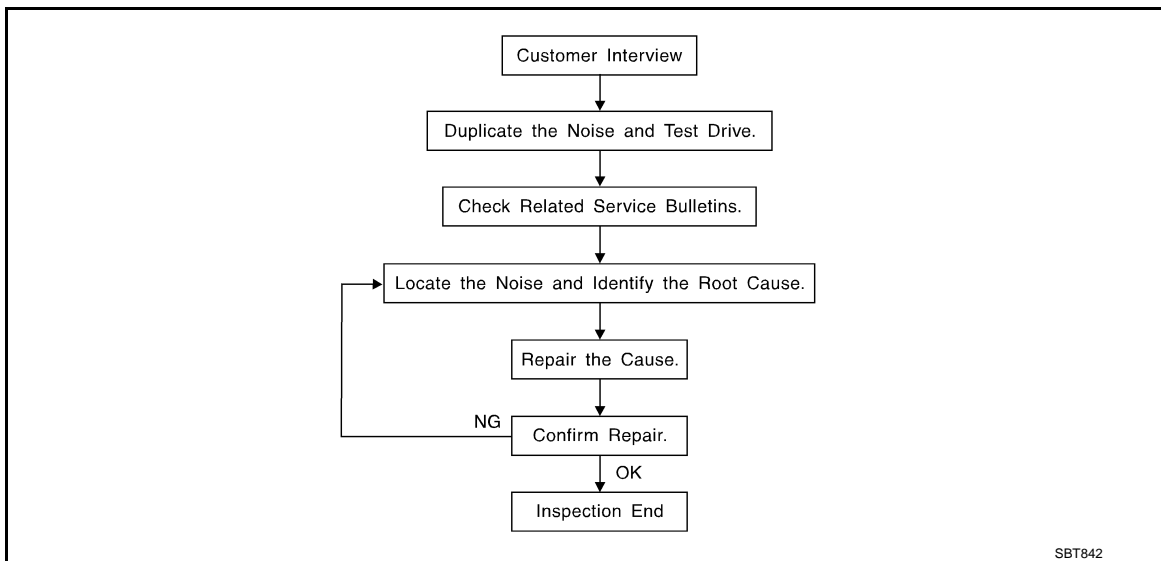 Customer Interview
Duplicate the Noise and Test Drive.
Check Related Service Bulletins.
Locate the Noise and Identify the Root Cause.
Repair the Cause.
NG
Confirm Repair.
OK
Inspection End
SBT842